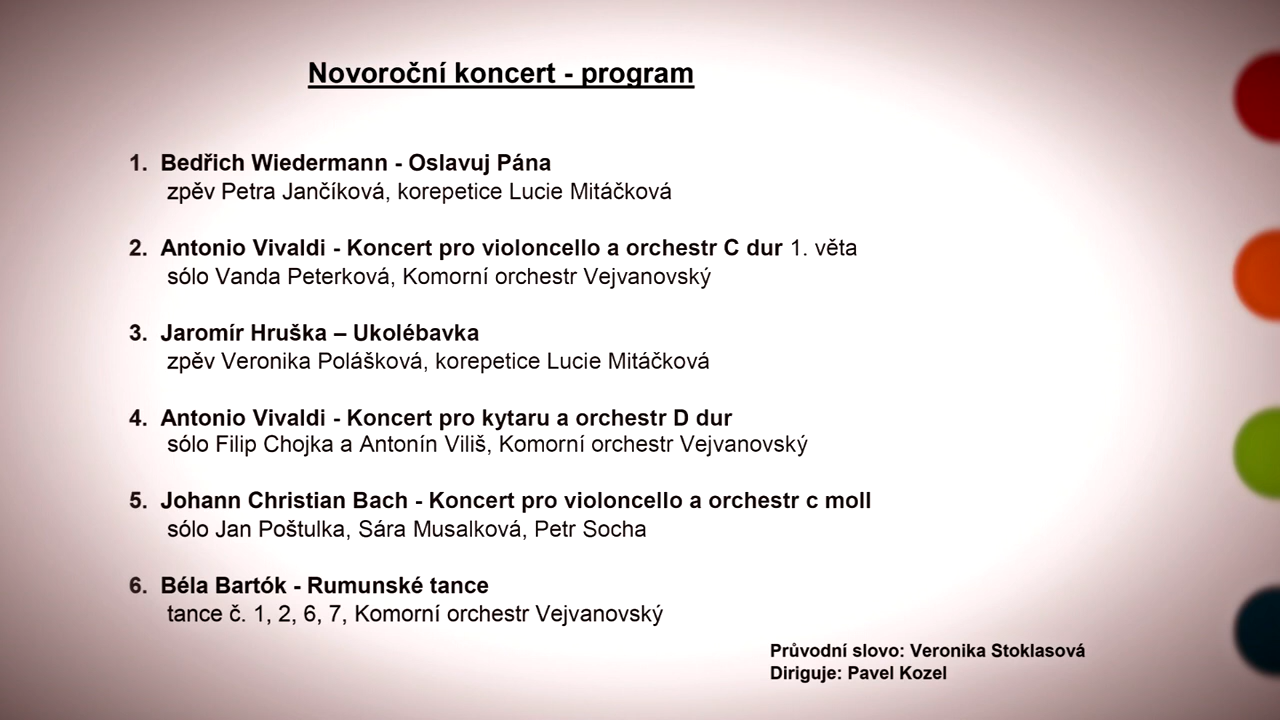 Novoroční koncert - program
1. Bedřich Wiedermann - Oslavuj Pána
zpěv Petra Jančíková, korepetice Lucie Mitáčková
2. Antonio Vivaldi - Koncert pro violoncello a orchestr C dur 1. věta
sólo Vanda Peterková, Komorní orchestr Vejvanovský
3. Jaromír Hruška – Ukolébavka
zpěv Veronika Polášková, korepetice Lucie Mitáčková
4. Antonio Vivaldi - Koncert pro kytaru a orchestr D dur
sólo Filip Chojka a Antonín Viliš, Komorní orchestr Vejvanovský
5. Johann Christian Bach - Koncert pro violoncello a orchestr c moll
sólo Jan Poštulka, Sára Musalková, Petr Socha
6. Béla Bartók - Rumunské tance
tance č. 1, 2, 6, 7, Komorní orchestr Vejvanovský
Průvodní slovo: Veronika Stoklasová
Diriguje: Pavel Kozel